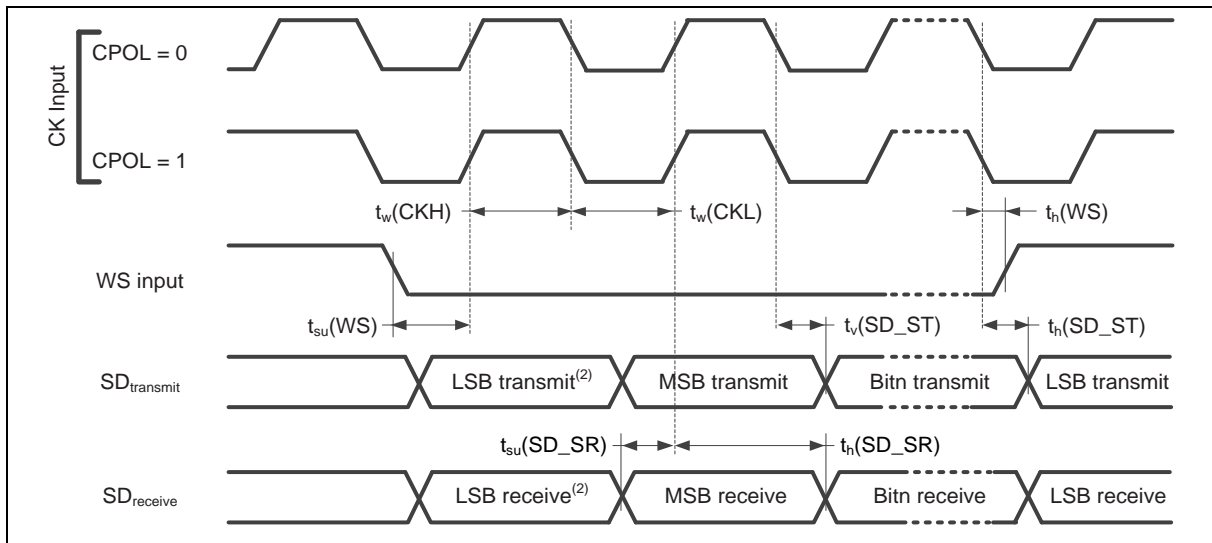 CK Input
CPOL = 0
CPOL = 1
tw(CKH)
tw(CKL)
th(WS)
WS input
tsu(WS)
tv(SD_ST)
th(SD_ST)
SDtransmit
LSB transmit(2)
MSB transmit
Bitn transmit
LSB transmit
tsu(SD_SR)
th(SD_SR)
SDreceive
LSB receive(2)
MSB receive
Bitn receive
LSB receive